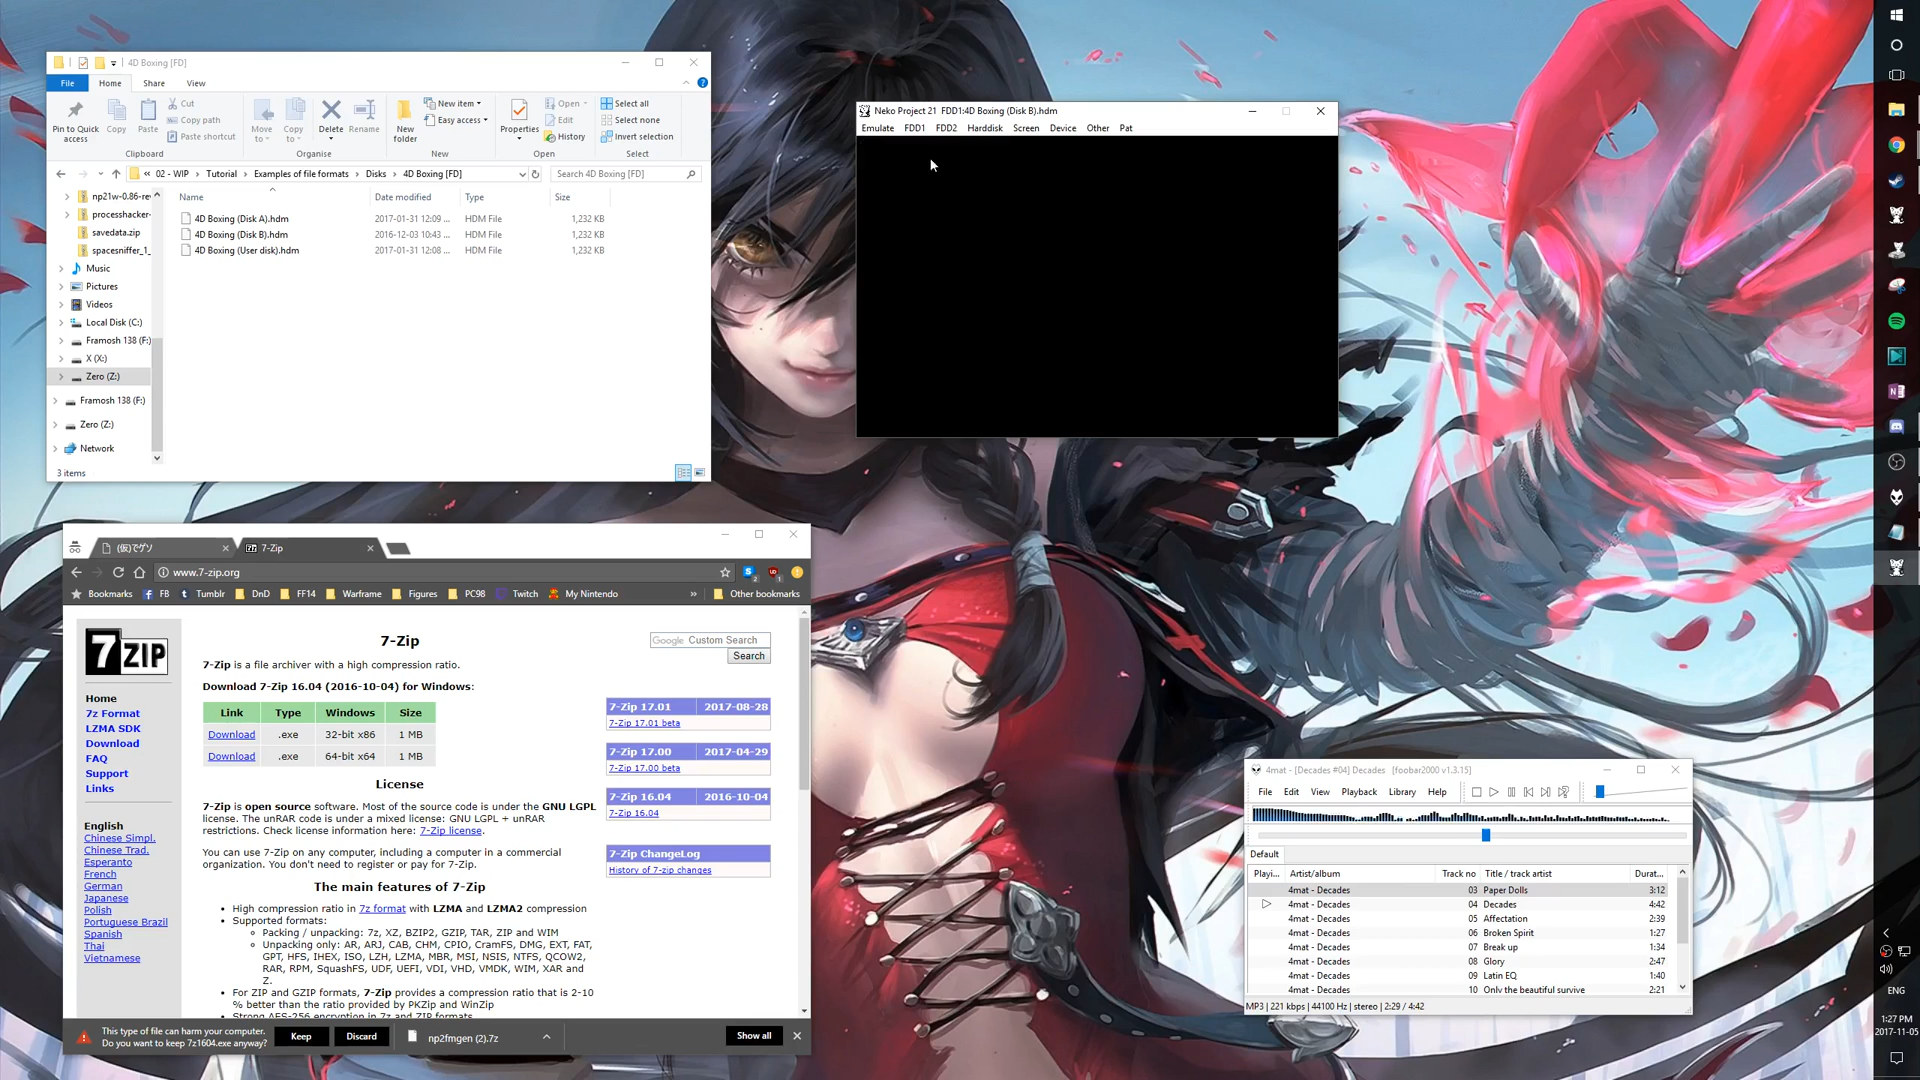 4D Boxing [FD]
File Home Share View
Pin to Quick access
Copy
Paste
Cut
Copy path
Paste shortcut
Move to
Copy to
Delete
Rename
New folder
New item
Easy access
Properties
Open
Edit
History
Select all
Select none
Invert selection
Clipboard Organise New Open Select
« 02 - WIP › Tutorial › Examples of file formats › Disks › 4D Boxing [FD]
Search 4D Boxing [FD]
Name Date modified Type Size
4D Boxing (Disk A).hdm 2017-01-31 12:09 ... HDM File 1,232 KB
4D Boxing (Disk B).hdm 2016-12-03 10:43 ... HDM File 1,232 KB
4D Boxing (User disk).hdm 2017-01-31 12:08 ... HDM File 1,232 KB
np21w-0.86-re
processhacker-
savedata.zip
spacesniffer_1_
Music
Pictures
Videos
Local Disk (C:)
Framosh 138 (F:)
X (X:)
Zero (Z:)
Framosh 138 (F:)
Zero (Z:)
Network
3 items
Neko Project 21 FDD1:4D Boxing (Disk B).hdm
Emulate FDD1 FDD2 Harddisk Screen Device Other Pat
(仮)でゲソ
7-Zip
www.7-zip.org
Bookmarks FB Tumblr DnD FF14 Warframe Figures PC98 Twitch My Nintendo » Other bookmarks
7ZIP
Home
7z Format
LZMA SDK
Download
FAQ
Support
Links
English
Chinese Simpl.
Chinese Trad.
Esperanto
French
German
Japanese
Polish
Portuguese Brazil
Spanish
Thai
Vietnamese
7-Zip
7-Zip is a file archiver with a high compression ratio.
Download 7-Zip 16.04 (2016-10-04) for Windows:
Link Type Windows Size
Download .exe 32-bit x86 1 MB
Download .exe 64-bit x64 1 MB
License
7-Zip is open source software. Most of the source code is under the GNU LGPL
license. The unRAR code is under a mixed license: GNU LGPL + unRAR
restrictions. Check license information here: 7-Zip license.
You can use 7-Zip on any computer, including a computer in a commercial
organization. You don't need to register or pay for 7-Zip.
The main features of 7-Zip
High compression ratio in 7z format with LZMA and LZMA2 compression
Supported formats:
Packing / unpacking: 7z, XZ, BZIP2, GZIP, TAR, ZIP and WIM
Unpacking only: AR, ARJ, CAB, CHM, CPIO, CramFS, DMG, EXT, FAT,
GPT, HFS, IHEX, ISO, LZH, LZMA, MBR, MSI, NSIS, NTFS, QCOW2,
RAR, RPM, SquashFS, UDF, UEFI, VDI, VHD, VMDK, WIM, XAR and
Z.
For ZIP and GZIP formats, 7-Zip provides a compression ratio that is 2-10
% better than the ratio provided by PKZip and WinZip
Strong AES-256 encryption in 7z and ZIP formats
Google Custom Search
Search
7-Zip 17.01 2017-08-28
7-Zip 17.01 beta
7-Zip 17.00 2017-04-29
7-Zip 17.00 beta
7-Zip 16.04 2016-10-04
7-Zip 16.04
7-Zip ChangeLog
History of 7-zip changes
This type of file can harm your computer.
Do you want to keep 7z1604.exe anyway?
Keep
Discard
np2fmgen (2).7z
Show all
4mat - [Decades #04] Decades [foobar2000 v1.3.15]
File Edit View Playback Library Help
Default
Playi... Artist/album Track no Title / track artist Durat...
4mat - Decades 03 Paper Dolls 3:12
4mat - Decades 04 Decades 4:42
4mat - Decades 05 Affectation 2:39
4mat - Decades 06 Broken Spirit 1:27
4mat - Decades 07 Break up 1:34
4mat - Decades 08 Glory 2:47
4mat - Decades 09 Latin EQ 1:40
4mat - Decades 10 Only the beautiful survive 2:21
MP3 | 221 kbps | 44100 Hz | stereo | 2:29 / 4:42
ENG
1:27 PM
2017-11-05